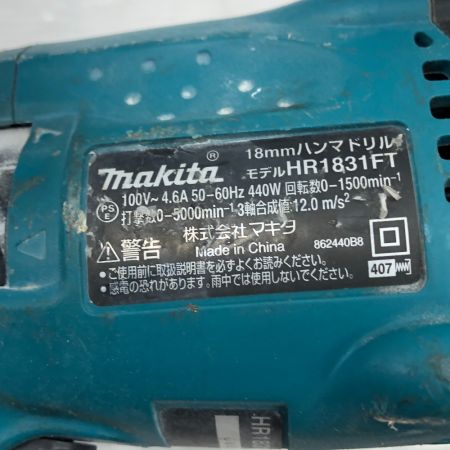 18mmハンマドリル
makita® モデルHR1831FT
PSE 100V~ 4.6A 50-60Hz 440W 回転数0-1500min⁻¹
打撃数0-5000min⁻¹3軸合成値:12.0 m/s²
⚠警告 株式会社マキタ
Made in China 862440B8
•ご使用前に取扱説明書を必ずよくお読みください。
•感電の恐れがあります。雨中では使用しないでください。
407
HR18